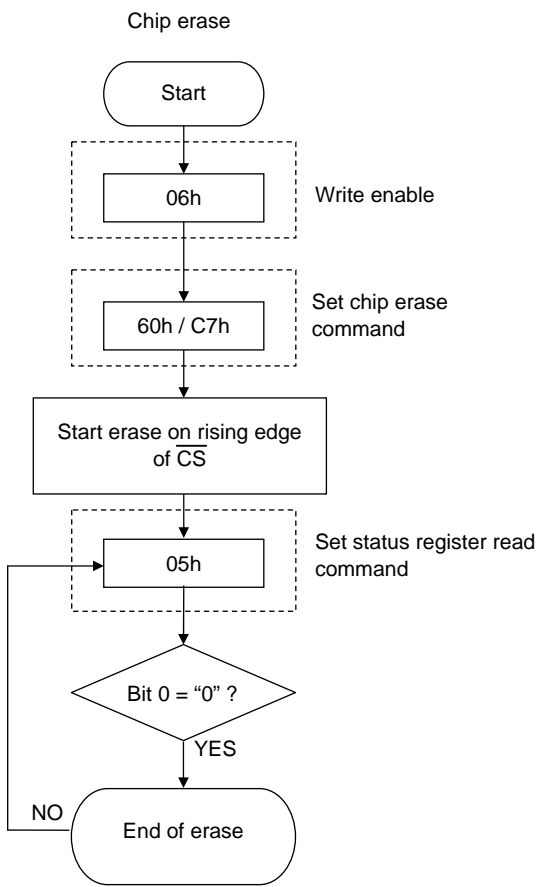 Chip erase
Start
06h
Write enable
60h / C7h
Set chip erase
command
Start erase on rising edge
of C̅S̅
05h
Set status register read
command
Bit 0 = “0” ?
YES
NO
End of erase